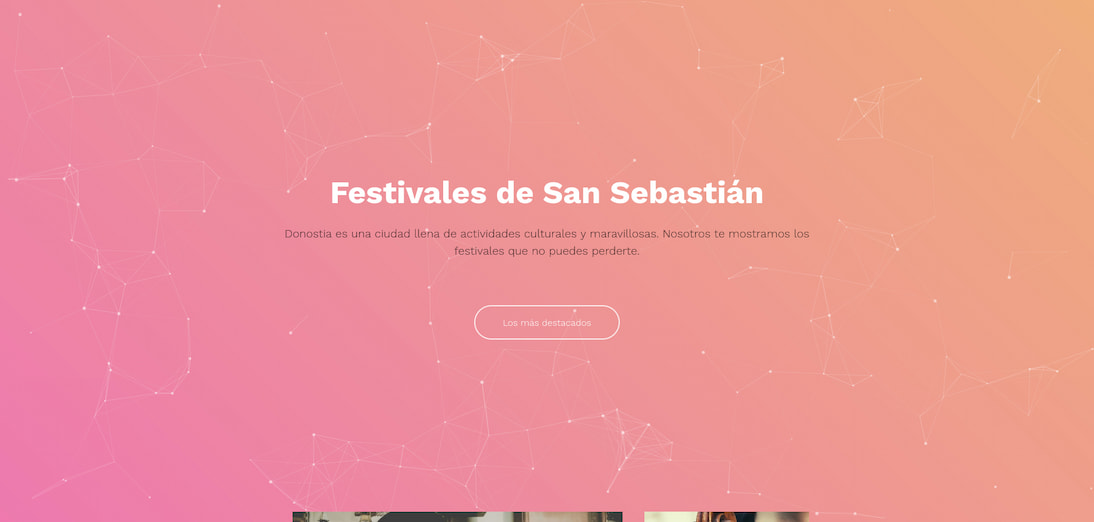 Festivales de San Sebastián
Donostia es una ciudad llena de actividades culturales y maravillosas. Nosotros te mostramos los
festivales que no puedes perderte.
Los más destacados